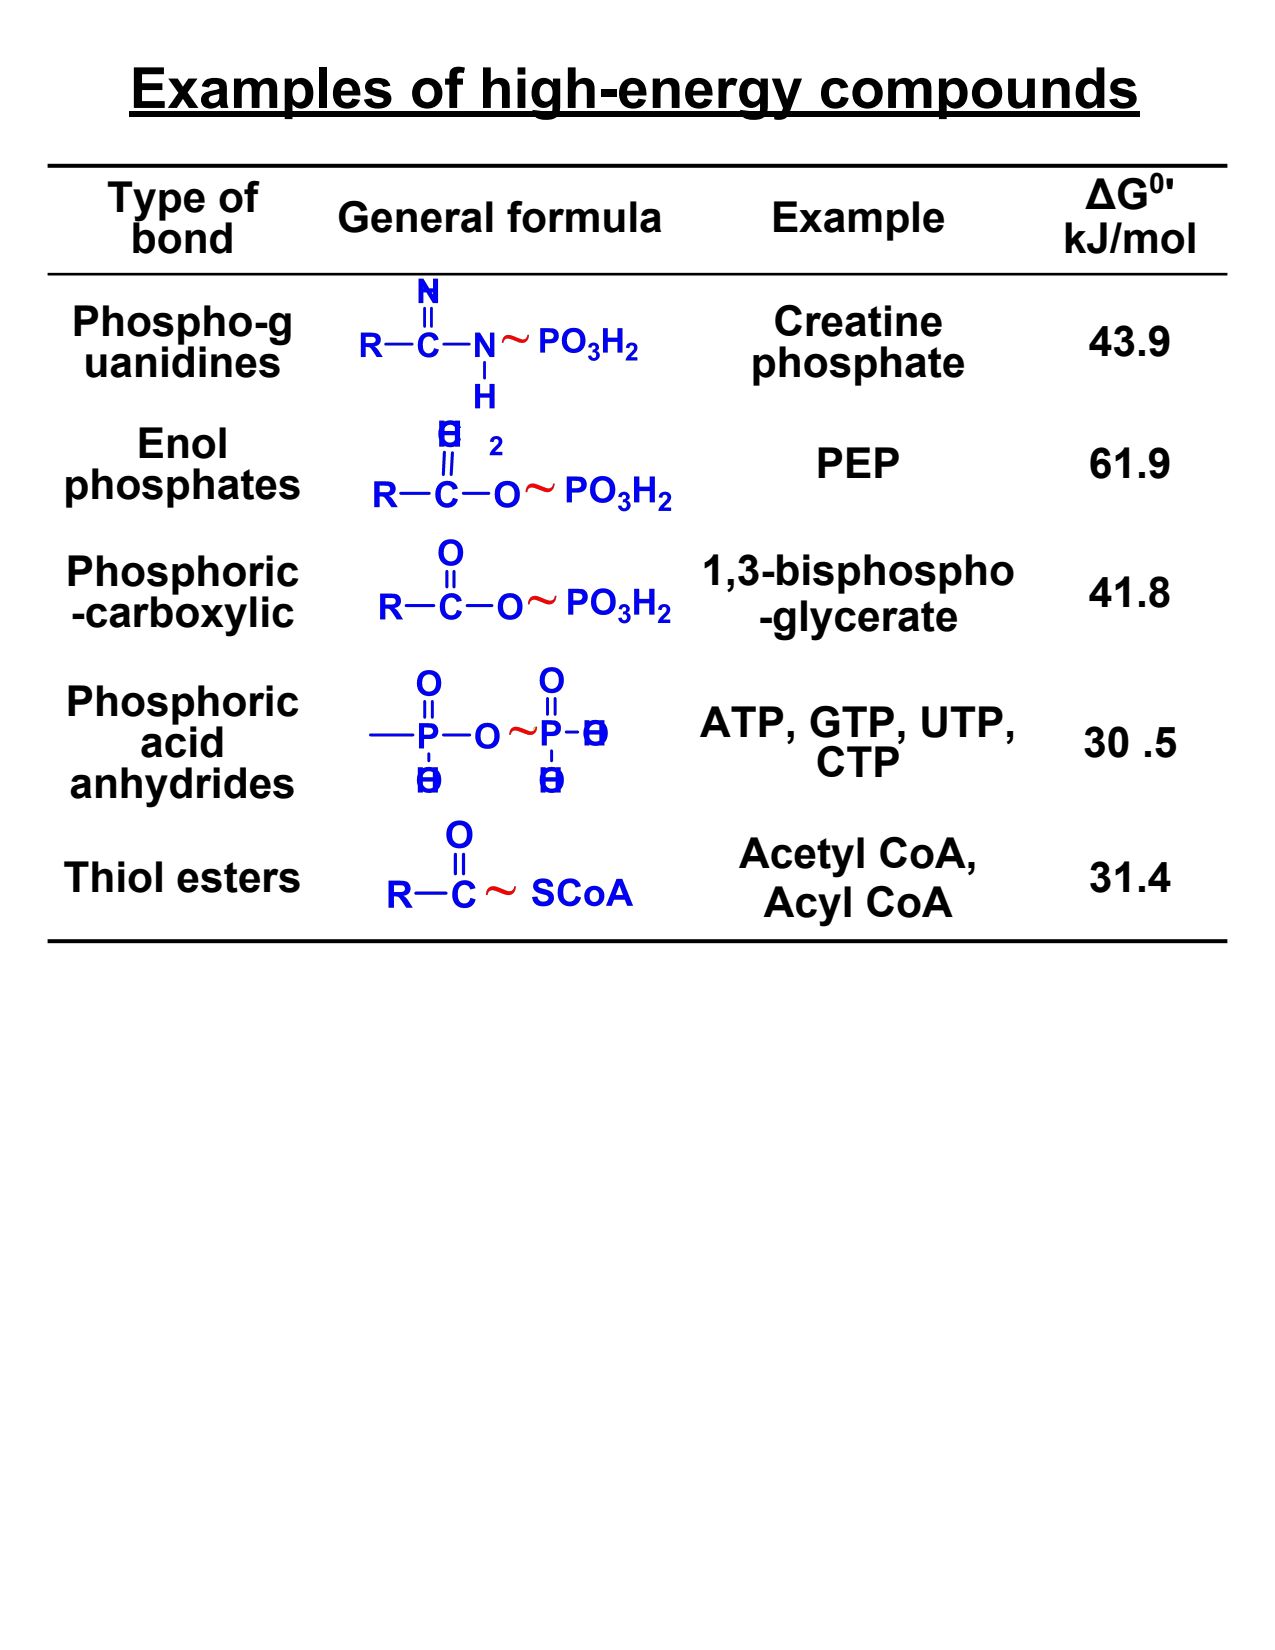 Examples of high-energy compounds
Type of
bond
General formula
Example
ΔG0'
kJ/mol
Phospho-g
uanidines
N
R C N ~ PO3H2
H
Creatine
phosphate
43.9
Enol
phosphates
2
R C O ~ PO3H2
PEP
61.9
Phosphoric
-carboxylic
O
R C O ~ PO3H2
1,3-bisphospho
-glycerate
41.8
Phosphoric
acid
anhydrides
O O
P O ~ P
ATP, GTP, UTP,
CTP
30 .5
Thiol esters
O
R C ~ SCoA
Acetyl CoA,
Acyl CoA
31.4